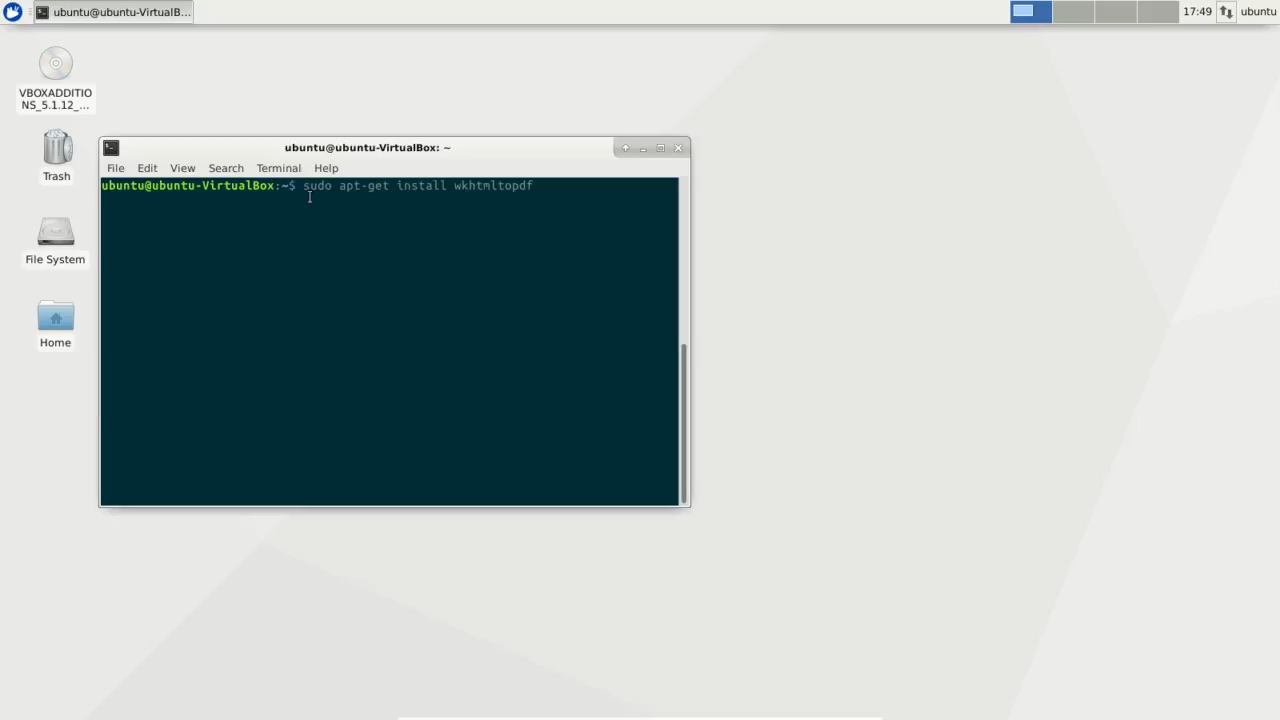 ubuntu@ubuntu-VirtualB...
17:49
ubuntu
VBOXADDITIO
NS_5.1.12_...
Trash
File System
Home
ubuntu@ubuntu-VirtualBox: ~
File Edit View Search Terminal Help
ubuntu@ubuntu-VirtualBox:~$ sudo apt-get install wkhtmltopdf